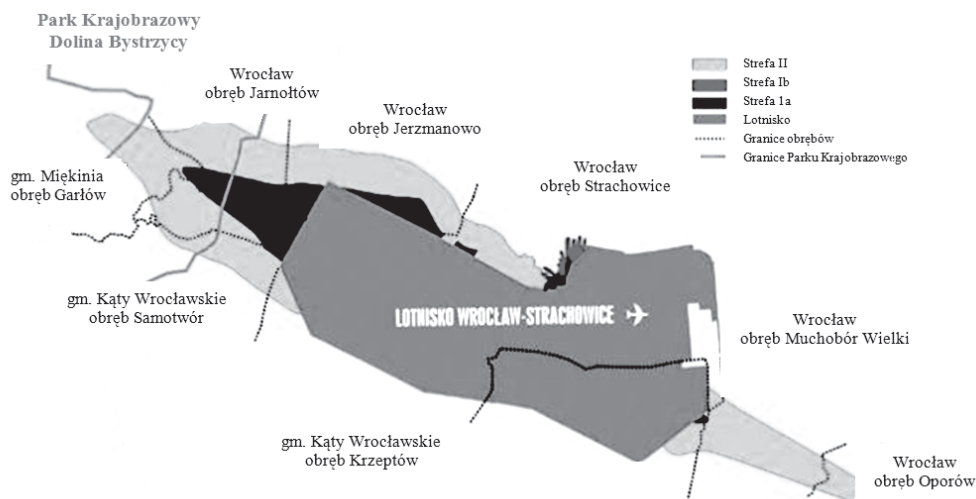 Park Krajobrazowy
Dolina Bystrzycy
Wrocław
obręb Jarnołtów
Wrocław
obręb Jerzmanowo
Wrocław
obręb Strachowice
Strefa II
Strefa Ib
Strefa 1a
Lotnisko
Granice obrębów
Granice Parku Krajobrazowego
gm. Miękinia
obręb Garłów
gm. Kąty Wrocławskie
obręb Samotwór
LOTNISKO WROCŁAW-STRACHOWICE
Wrocław
obręb Muchobór Wielki
gm. Kąty Wrocławskie
obręb Krzeptów
Wrocław
obręb Oporów